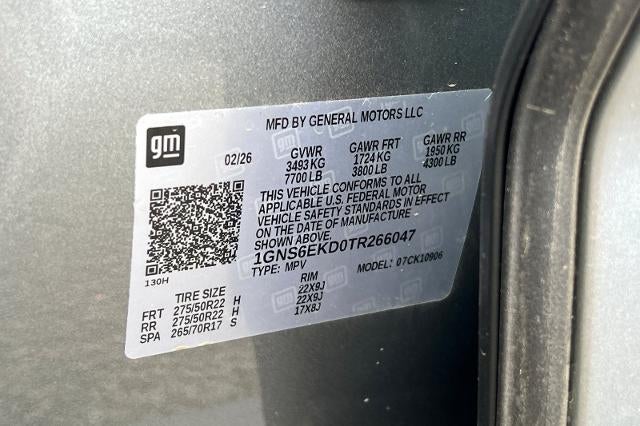 gm
MFD BY GENERAL MOTORS LLC
02/26 GVWR GAWR FRT GAWR RR
3493 KG 1724 KG 1950 KG
7700 LB 3800 LB 4300 LB
THIS VEHICLE CONFORMS TO ALL
APPLICABLE U.S. FEDERAL MOTOR
VEHICLE SAFETY STANDARDS IN EFFECT
ON THE DATE OF MANUFACTURE
SHOWN ABOVE.
1GNS6EKD0TR266047
TYPE: MPV MODEL: 07CK10906
130H
TIRE SIZE RIM
FRT 275/50R22 H 22X9J
RR 275/50R22 H 22X9J
SPA 265/70R17 S 17X8J